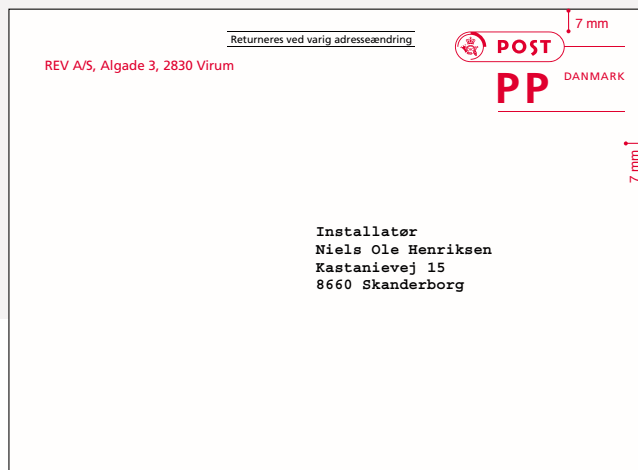 7 mm
Returneres ved varig adresseændring
POST
REV A/S, Algade 3, 2830 Virum
PP DANMARK
7 mm
Installatør
Niels Ole Henriksen
Kastanievej 15
8660 Skanderborg